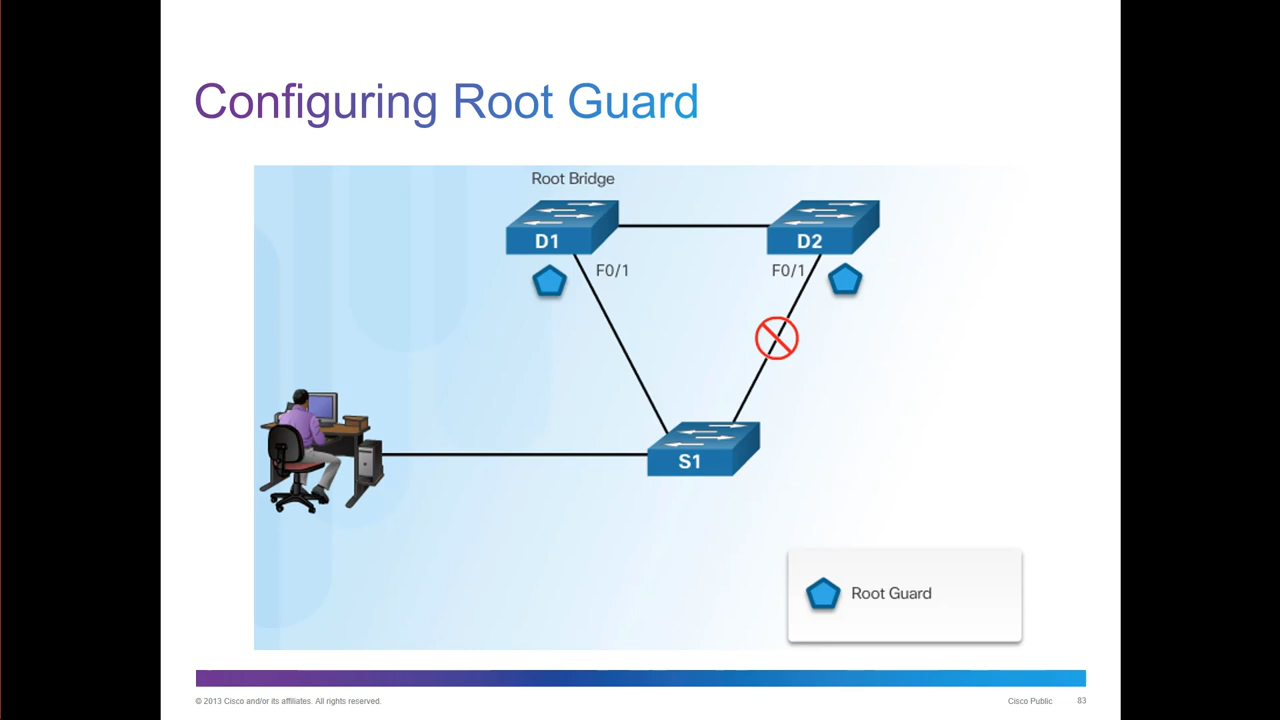 Configuring Root Guard
Root Bridge
D1
D2
F0/1
F0/1
S1
Root Guard
© 2013 Cisco and/or its affiliates. All rights reserved.
Cisco Public
83